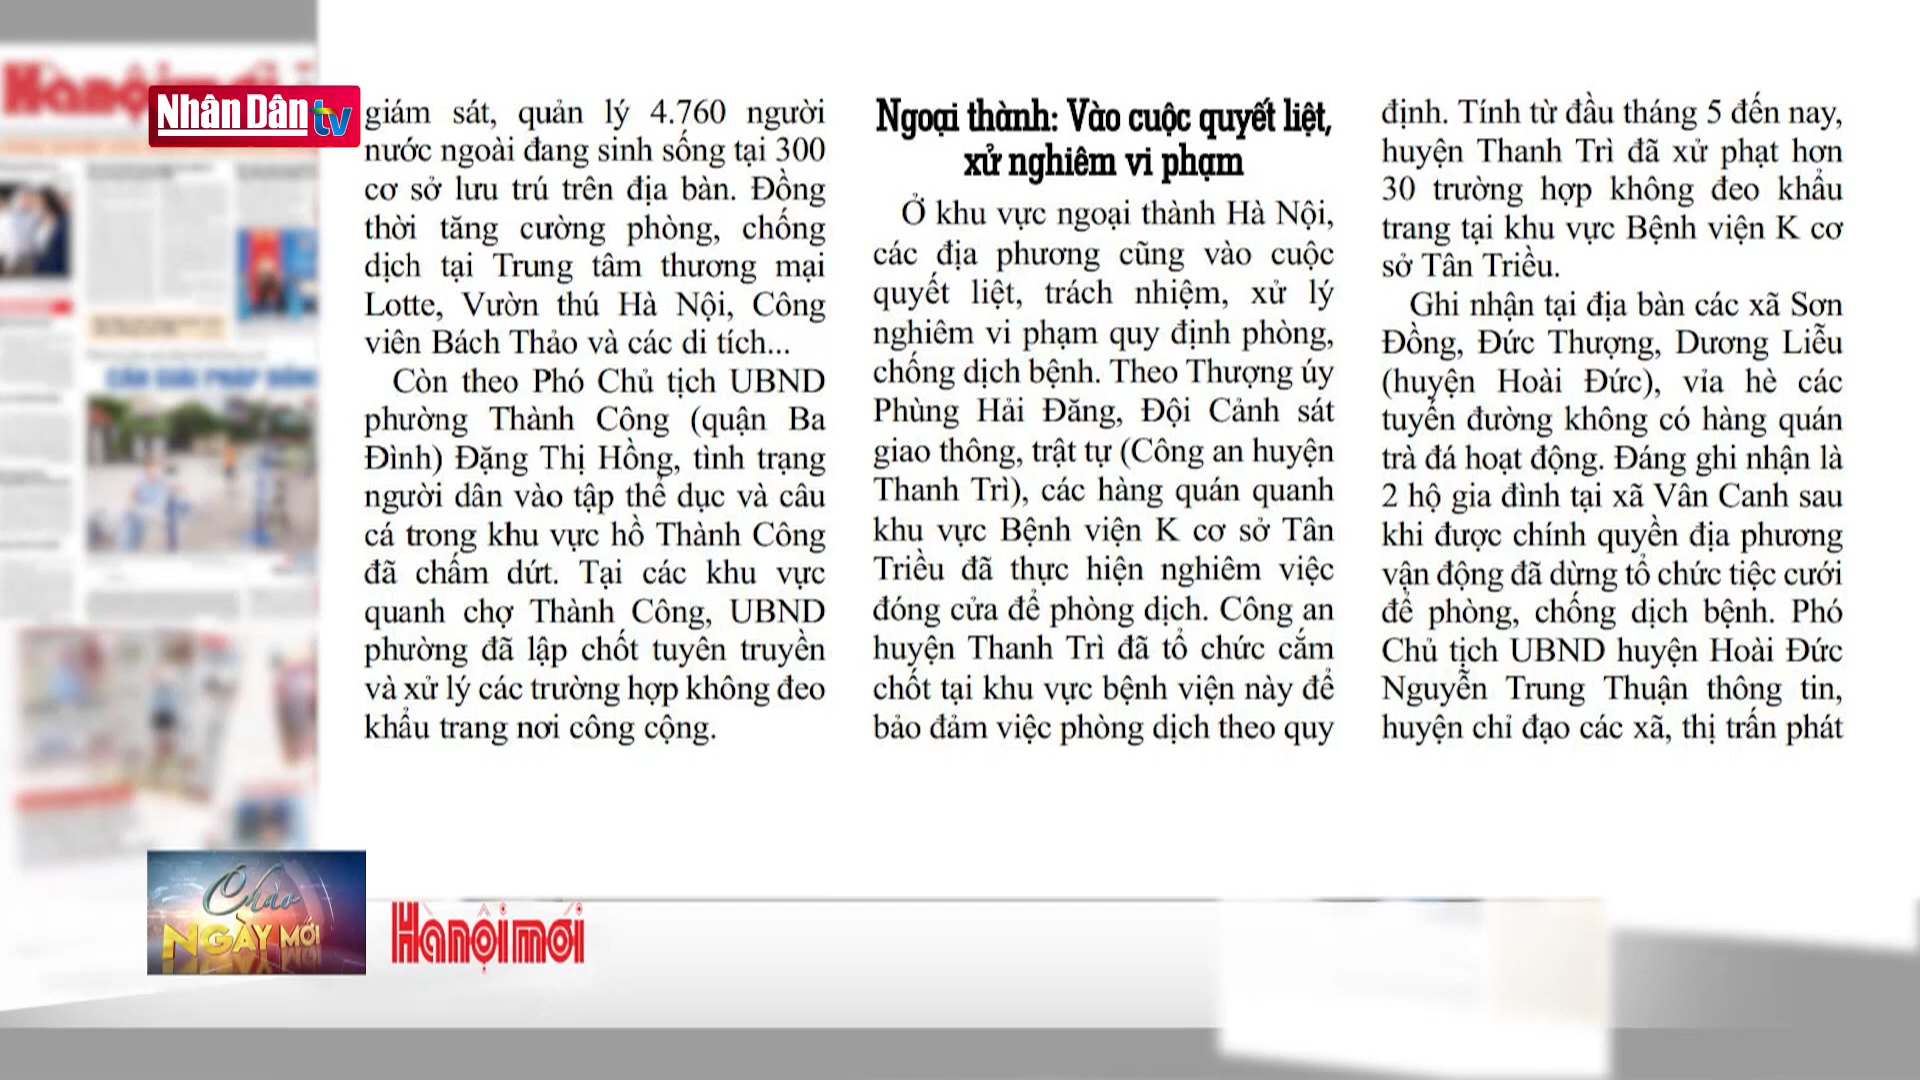 Nhân Dân tv
giám sát, quản lý 4.760 người
nước ngoài đang sinh sống tại 300
cơ sở lưu trú trên địa bàn. Đồng
thời tăng cường phòng, chống
dịch tại Trung tâm thương mại
Lotte, Vườn thú Hà Nội, Công
viên Bách Thảo và các di tích...
Còn theo Phó Chủ tịch UBND
phường Thành Công (quận Ba
Đình) Đặng Thị Hồng, tình trạng
người dân vào tập thể dục và câu
cá trong khu vực hồ Thành Công
đã chấm dứt. Tại các khu vực
quanh chợ Thành Công, UBND
phường đã lập chốt tuyên truyền
và xử lý các trường hợp không đeo
khẩu trang nơi công cộng.
Ngoại thành: Vào cuộc quyết liệt,
xử nghiêm vi phạm
Ở khu vực ngoại thành Hà Nội,
các địa phương cũng vào cuộc
quyết liệt, trách nhiệm, xử lý
nghiêm vi phạm quy định phòng,
chống dịch bệnh. Theo Thượng úy
Phùng Hải Đăng, Đội Cảnh sát
giao thông, trật tự (Công an huyện
Thanh Trì), các hàng quán quanh
khu vực Bệnh viện K cơ sở Tân
Triều đã thực hiện nghiêm việc
đóng cửa để phòng dịch. Công an
huyện Thanh Trì đã tổ chức cắm
chốt tại khu vực bệnh viện này để
bảo đảm việc phòng dịch theo quy
định. Tính từ đầu tháng 5 đến nay,
huyện Thanh Trì đã xử phạt hơn
30 trường hợp không đeo khẩu
trang tại khu vực Bệnh viện K cơ
sở Tân Triều.
Ghi nhận tại địa bàn các xã Sơn
Đồng, Đức Thượng, Dương Liễu
(huyện Hoài Đức), vỉa hè các
tuyến đường không có hàng quán
trà đá hoạt động. Đáng ghi nhận là
2 hộ gia đình tại xã Vân Canh sau
khi được chính quyền địa phương
vận động đã dừng tổ chức tiệc cưới
để phòng, chống dịch bệnh. Phó
Chủ tịch UBND huyện Hoài Đức
Nguyễn Trung Thuận thông tin,
huyện chỉ đạo các xã, thị trấn phát
Chào
NGÀY MỚI
Hànộimới